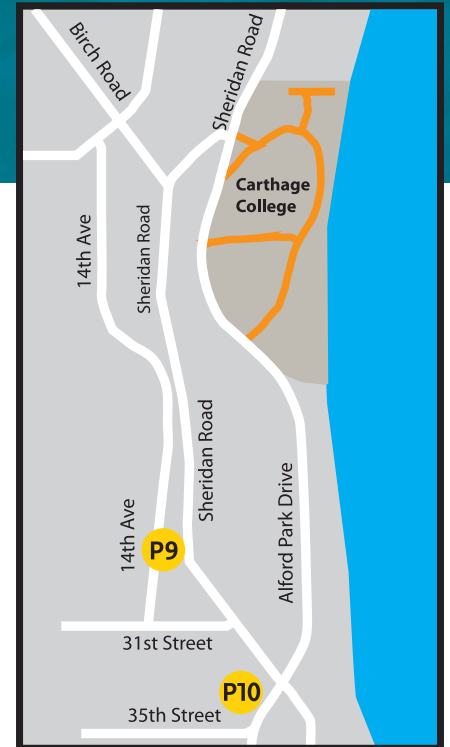 Birch Road
Sheridan Road
Carthage
College
14th Ave
Sheridan Road
Sheridan Road
Alford Park Drive
14th Ave
P9
31st Street
P10
35th Street